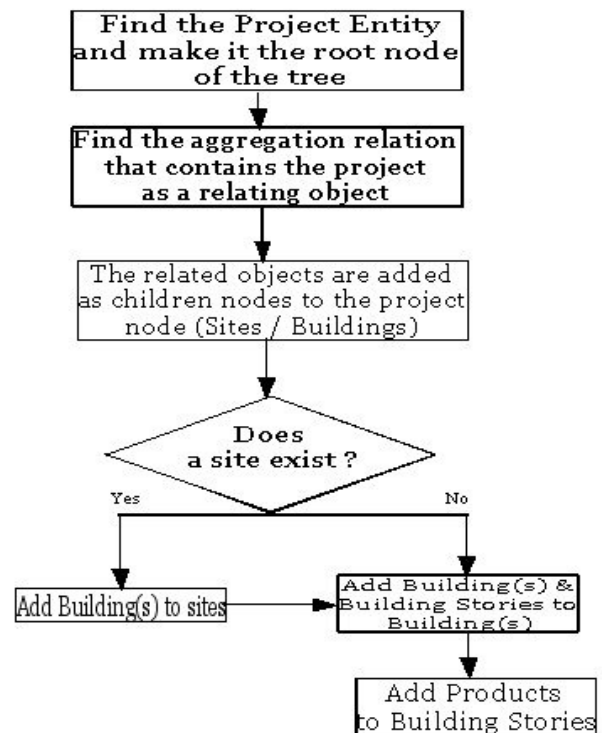 Find the Project Entity
and make it the root node
of the tree
Find the aggregation relation
that contains the project
as a relating object
The related objects are added
as children nodes to the project
node (Sites / Buildings)
Does
a site exist ?
Yes
No
Add Building(s) to sites
Add Building(s) &
Building Stories to
Building(s)
Add Products
to Building Stories